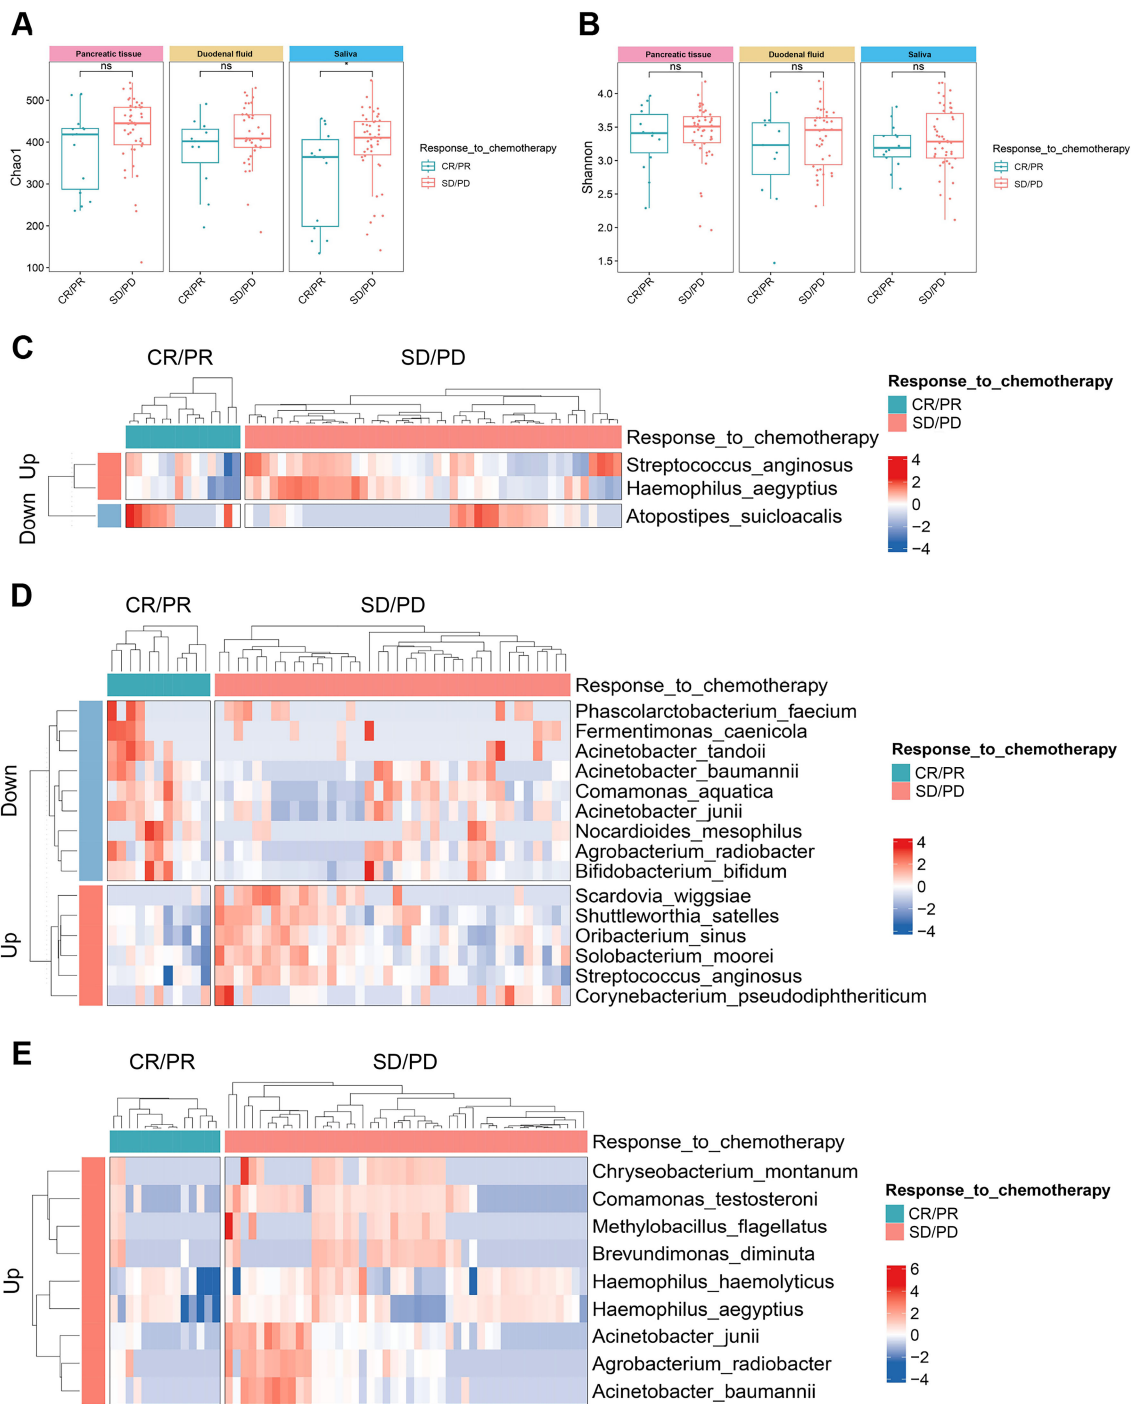 A
Pancreatic tissue
Duodenal fluid
Saliva
ns
ns
*
500
400
300
200
100
Chao1
CR/PR
SD/PD
CR/PR
SD/PD
CR/PR
SD/PD
Response_to_chemotherapy
CR/PR
SD/PD
B
Pancreatic tissue
Duodenal fluid
Saliva
ns
ns
ns
4.0
3.5
3.0
2.5
2.0
1.5
Shannon
CR/PR
SD/PD
CR/PR
SD/PD
CR/PR
SD/PD
Response_to_chemotherapy
CR/PR
SD/PD
C
CR/PR
SD/PD
Response_to_chemotherapy
Up
Streptococcus_anginosus
Haemophilus_aegyptius
Down
Atopostipes_suicloacalis
Response_to_chemotherapy
CR/PR
SD/PD
4
2
0
−2
−4
D
CR/PR
SD/PD
Response_to_chemotherapy
Down
Phascolarctobacterium_faecium
Fermentimonas_caenicola
Acinetobacter_tandoii
Acinetobacter_baumannii
Comamonas_aquatica
Acinetobacter_junii
Nocardioides_mesophilus
Agrobacterium_radiobacter
Bifidobacterium_bifidum
Up
Scardovia_wiggsiae
Shuttleworthia_satelles
Oribacterium_sinus
Solobacterium_moorei
Streptococcus_anginosus
Corynebacterium_pseudodiphtheriticum
Response_to_chemotherapy
CR/PR
SD/PD
4
2
0
−2
−4
E
CR/PR
SD/PD
Response_to_chemotherapy
Up
Chryseobacterium_montanum
Comamonas_testosteroni
Methylobacillus_flagellatus
Brevundimonas_diminuta
Haemophilus_haemolyticus
Haemophilus_aegyptius
Acinetobacter_junii
Agrobacterium_radiobacter
Acinetobacter_baumannii
Response_to_chemotherapy
CR/PR
SD/PD
6
4
2
0
−2
−4